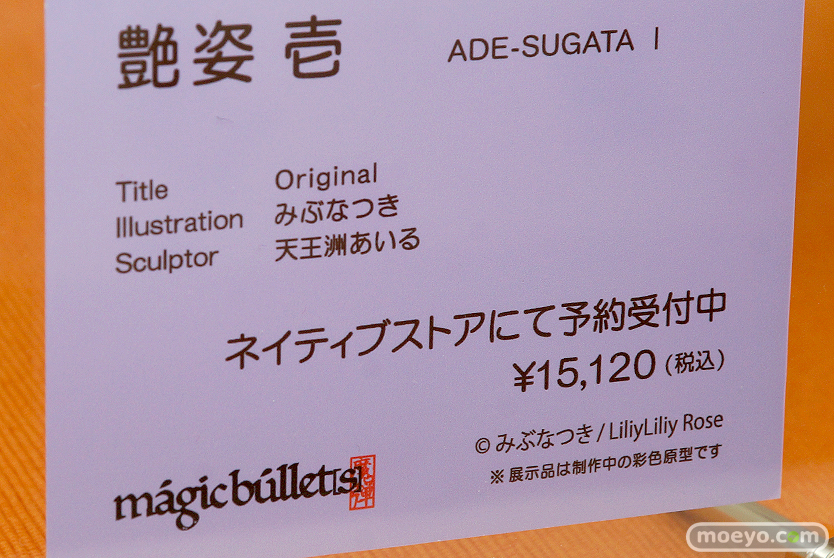 艶姿 壱 ADE-SUGATA I
Title Original
Illustration みぶなつき
Sculptor 天王洲あいる
ネイティブストアにて予約受付中
¥15,120 (税込)
© みぶなつき / LiliyLiliy Rose
※ 展示品は制作中の彩色原型です
mágicbúllet[s] 魔弾
moeyo.com